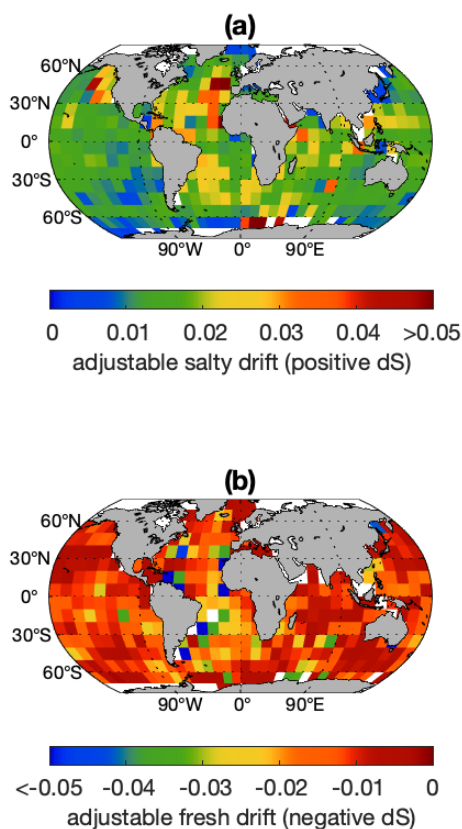 (a)
60°N
30°N
0°
30°S
60°S
90°W 0° 90°E
0 0.01 0.02 0.03 0.04 >0.05
adjustable salty drift (positive dS)
(b)
60°N
30°N
0°
30°S
60°S
90°W 0° 90°E
<-0.05 -0.04 -0.03 -0.02 -0.01 0
adjustable fresh drift (negative dS)